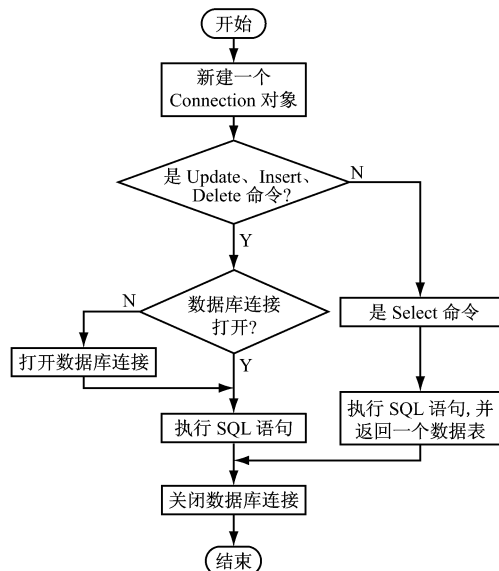 开始
新建一个
Connection 对象
是 Update、Insert、
Delete 命令?
N
Y
数据库连接
打开?
N
Y
是 Select 命令
打开数据库连接
执行 SQL 语句
执行 SQL 语句,并
返回一个数据表
关闭数据库连接
结束